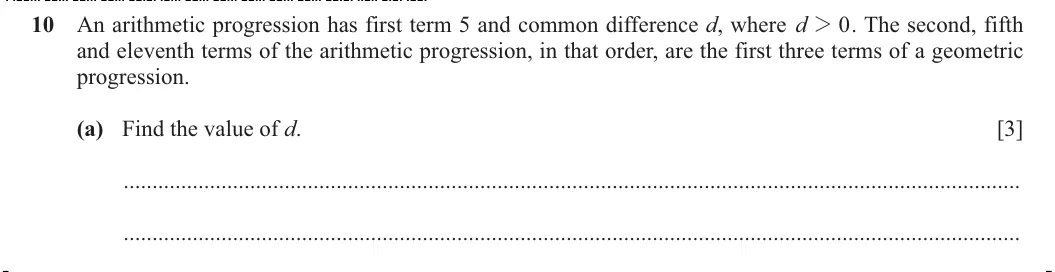 10 An arithmetic progression has first term 5 and common difference d, where d > 0. The second, fifth
and eleventh terms of the arithmetic progression, in that order, are the first three terms of a geometric
progression.
(a) Find the value of d. [3]